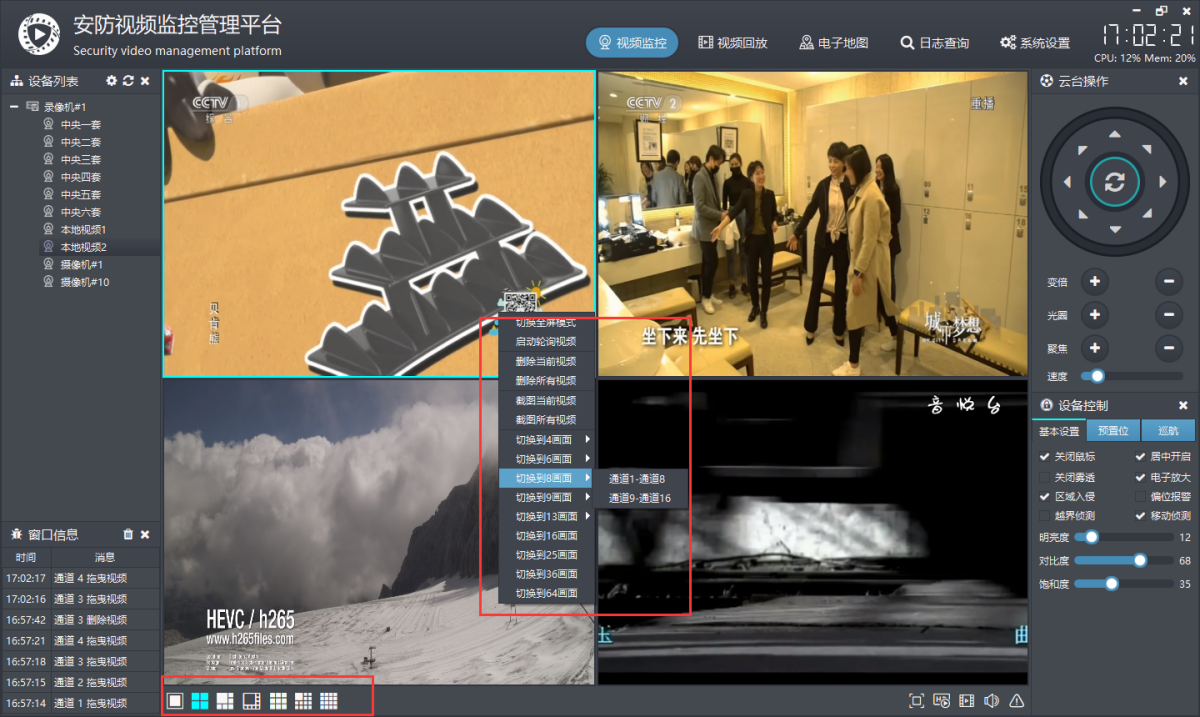 安防视频监控管理平台
Security video management platform
视频监控
视频回放
电子地图
日志查询
系统设置
17:02:21
CPU: 12% Mem: 20%
设备列表
录像机#1
中央一套
中央二套
中央三套
中央四套
中央五套
中央六套
本地视频1
本地视频2
摄像机#1
摄像机#10
窗口信息
时间 消息
17:02:17 通道 4 拖曳视频
17:02:16 通道 3 拖曳视频
16:57:42 通道 3 删除视频
16:57:21 通道 4 拖曳视频
16:57:18 通道 3 拖曳视频
16:57:15 通道 2 拖曳视频
16:57:14 通道 1 拖曳视频
CCTV
CCTV 2
重播
坐下来 先坐下
城市梦想
音悦台
HEVC / h265
www.h265files.com
切换全屏模式
启动轮询视频
删除当前视频
删除所有视频
截图当前视频
截图所有视频
切换到4画面
切换到6画面
切换到8画面
切换到9画面
切换到13画面
切换到16画面
切换到25画面
切换到36画面
切换到64画面
通道1-通道8
通道9-通道16
云台操作
变倍
光圈
聚焦
速度
设备控制
基本设置
预置位
巡航
关闭鼠标
居中开启
关闭雾透
电子放大
区域入侵
偏位报警
越界侦测
移动侦测
明亮度 12
对比度 68
饱和度 35